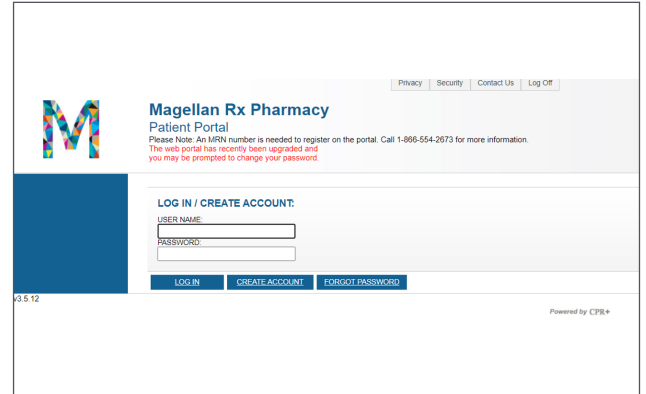 Privacy Security Contact Us Log Off
M
Magellan Rx Pharmacy
Patient Portal
Please Note: An MRN number is needed to register on the portal. Call 1-866-554-2673 for more information.
The web portal has recently been upgraded and
you may be prompted to change your password.
LOG IN / CREATE ACCOUNT:
USER NAME:
PASSWORD:
LOG IN CREATE ACCOUNT FORGOT PASSWORD
v3.5.12
Powered by CPR+